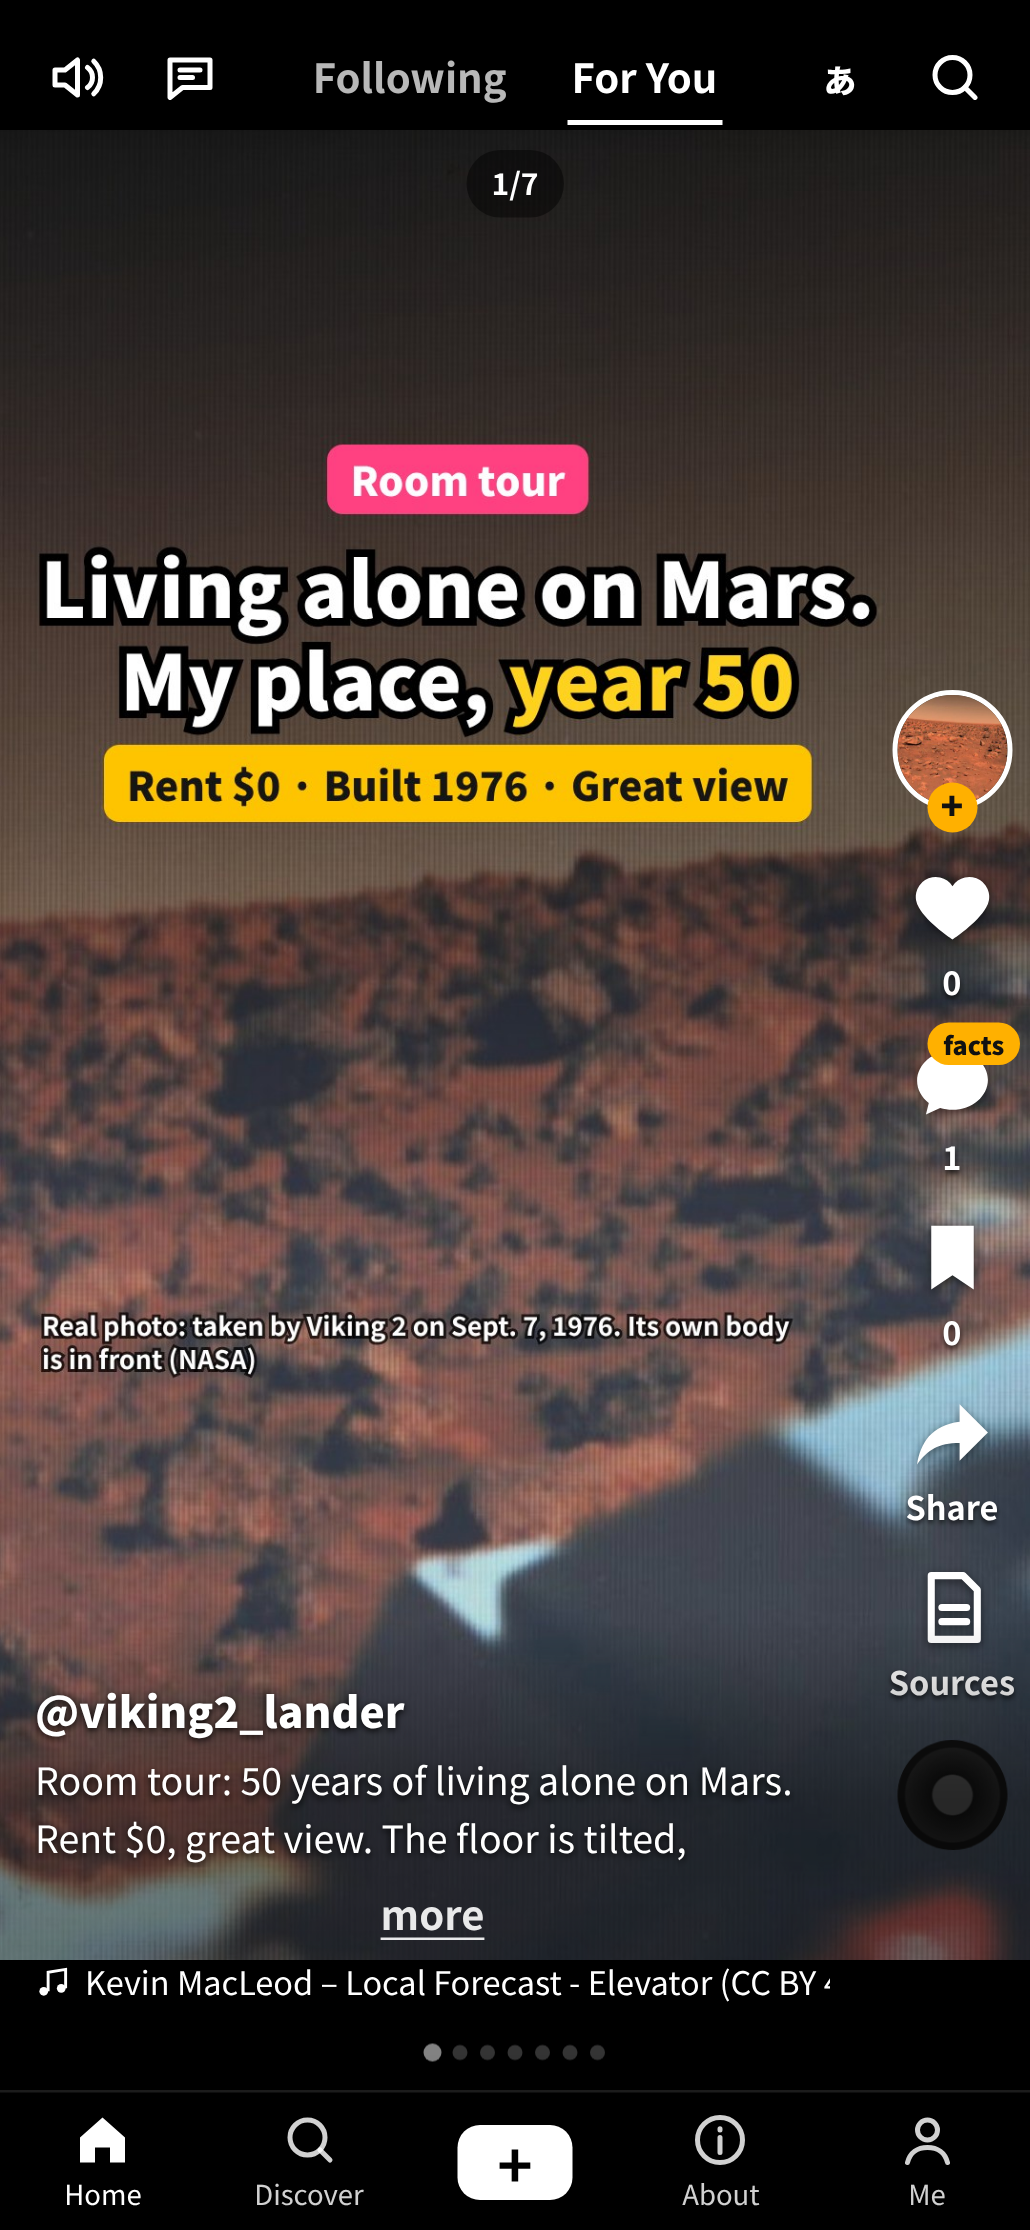 Following
For You
あ
1/7
Room tour
Living alone on Mars.
My place, year 50
Rent $0 · Built 1976 · Great view
+
0
facts
1
Real photo: taken by Viking 2 on Sept. 7, 1976. Its own body
is in front (NASA)
0
Share
Sources
@viking2_lander
Room tour: 50 years of living alone on Mars.
Rent $0, great view. The floor is tilted,
more
Kevin MacLeod – Local Forecast - Elevator (CC BY
Home
Discover
+
About
Me